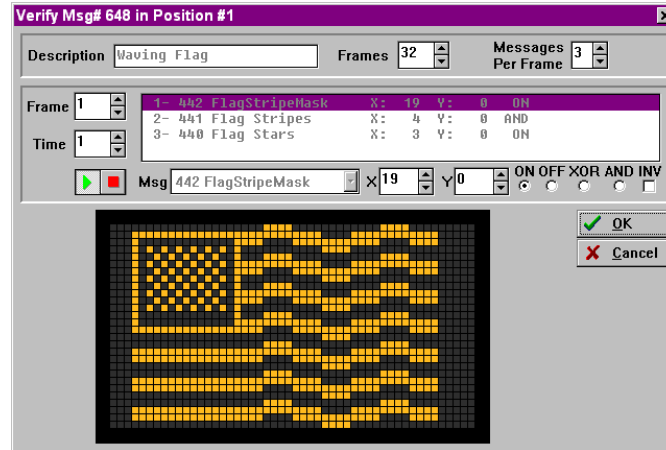 Verify Msg# 648 in Position #1
Description Waving Flag Frames 32 Messages Per Frame 3
Frame 1
Time 1
1- 442 FlagStripeMask X: 19 Y: 0 ON
2- 441 Flag Stripes X: 4 Y: 0 AND
3- 440 Flag Stars X: 3 Y: 0 ON
Msg 442 FlagStripeMask X 19 Y 0 ON OFF XOR AND INV
OK
Cancel